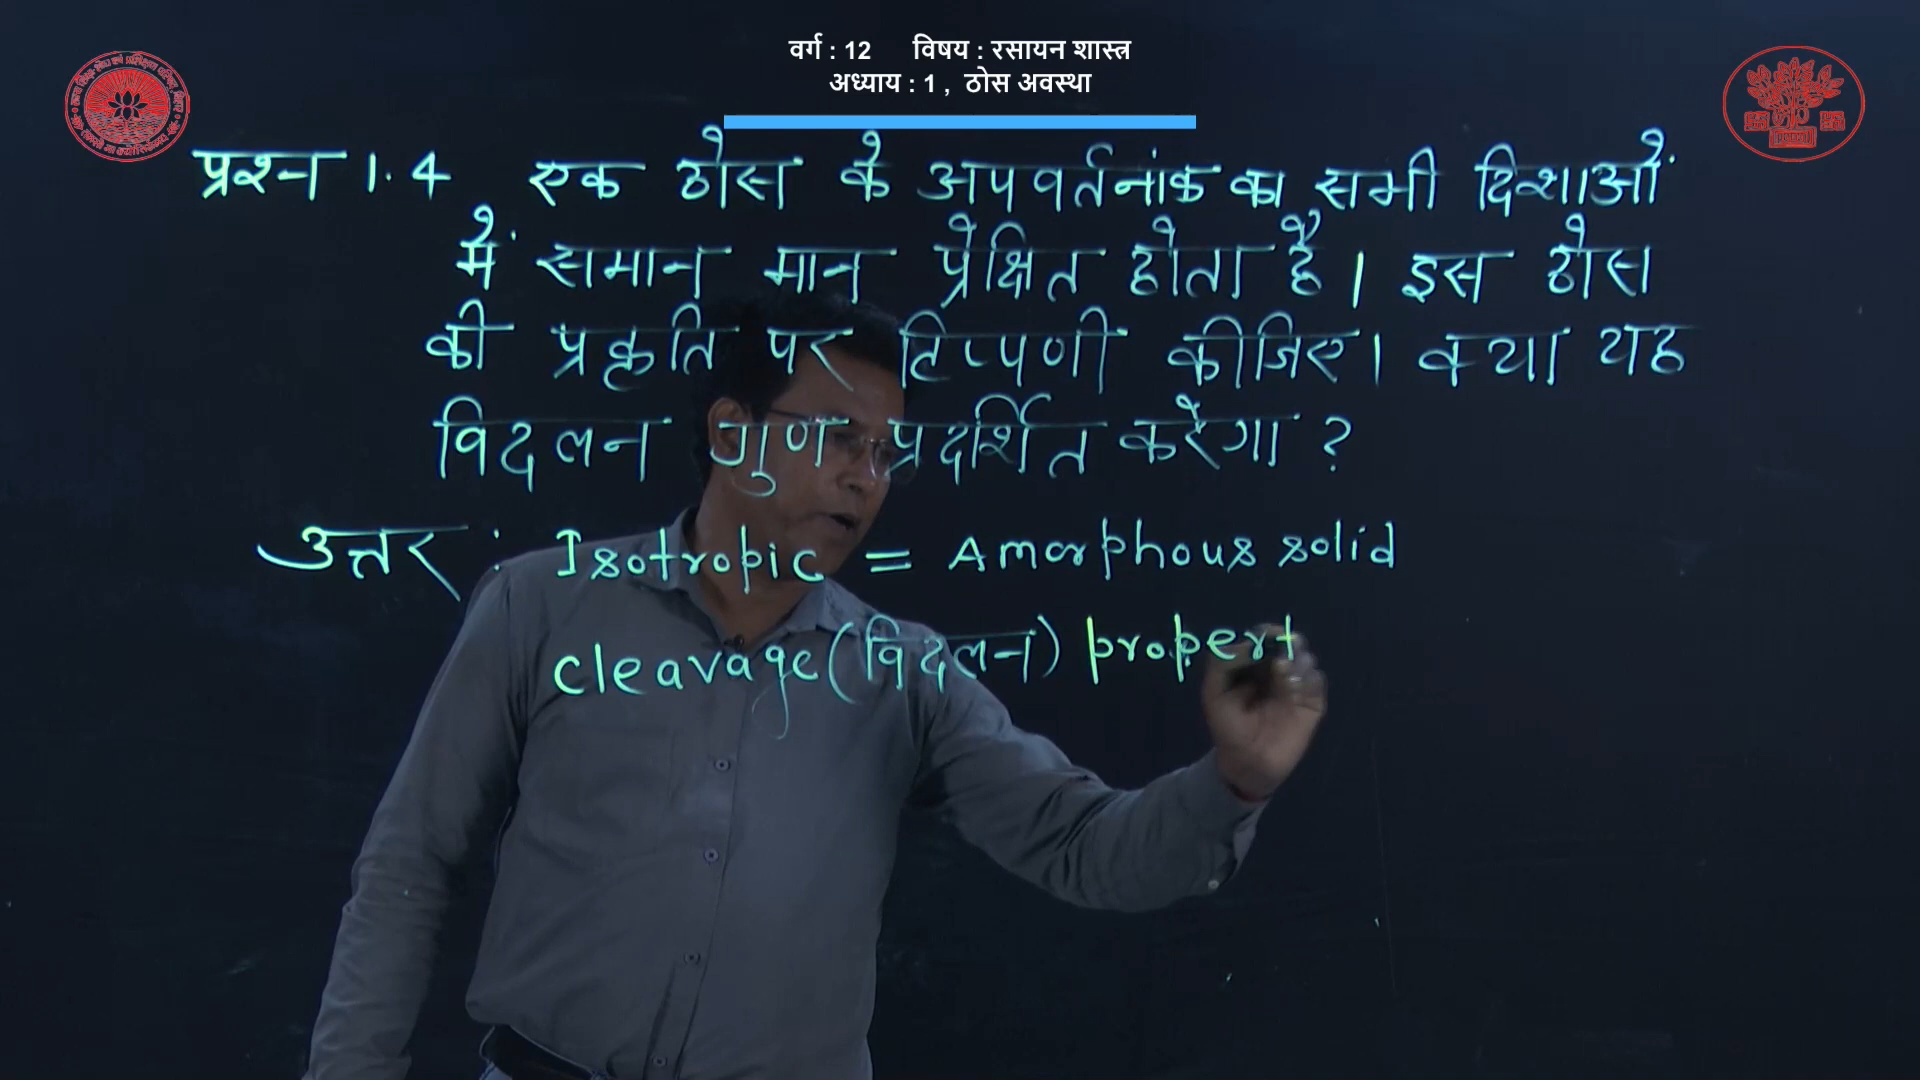 वर्ग : 12 विषय : रसायन शास्त्र
अध्याय : 1 , ठोस अवस्था
प्रश्न 1.4 एक ठोस के अपवर्तनांक का सभी दिशाओं
में समान मान प्रेक्षित होता है। इस ठोस
की प्रकृति पर टिप्पणी कीजिए। क्या यह
विदलन गुण प्रदर्शित करेगा ?
उत्तर : Isotropic = Amorphous solid
cleavage (विदलन) propert